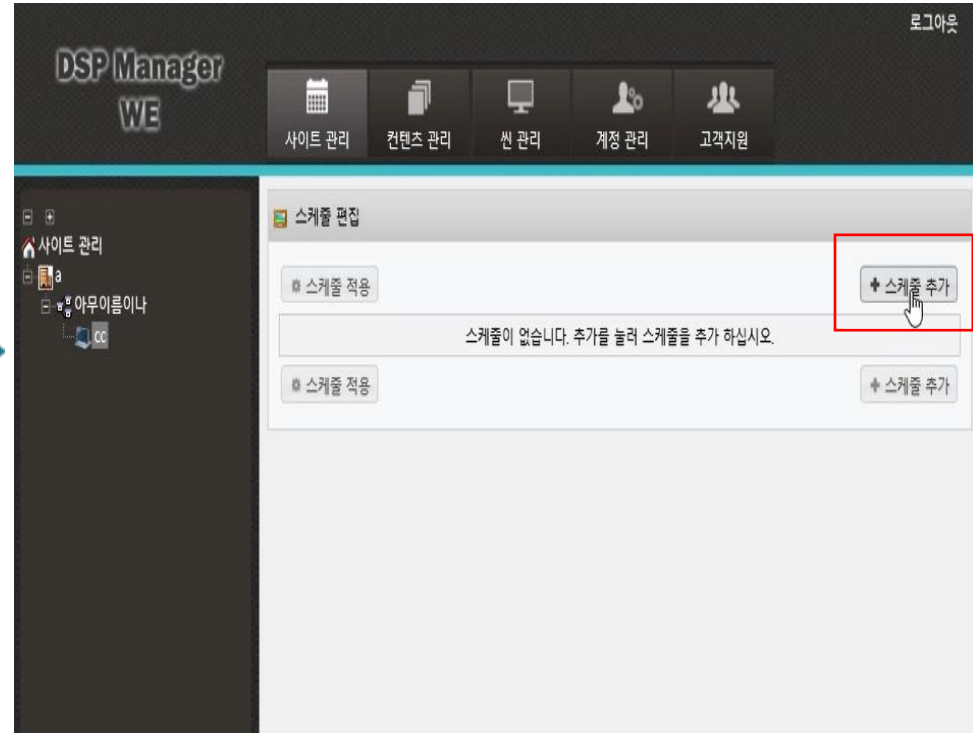 로그아웃
DSP Manager
WE
사이트 관리
컨텐츠 관리
씬 관리
계정 관리
고객지원
사이트 관리
a
아무이름이나
cc
스케줄 편집
스케줄 적용
스케줄 추가
스케줄이 없습니다. 추가를 눌러 스케줄을 추가 하십시오.
스케줄 적용
스케줄 추가